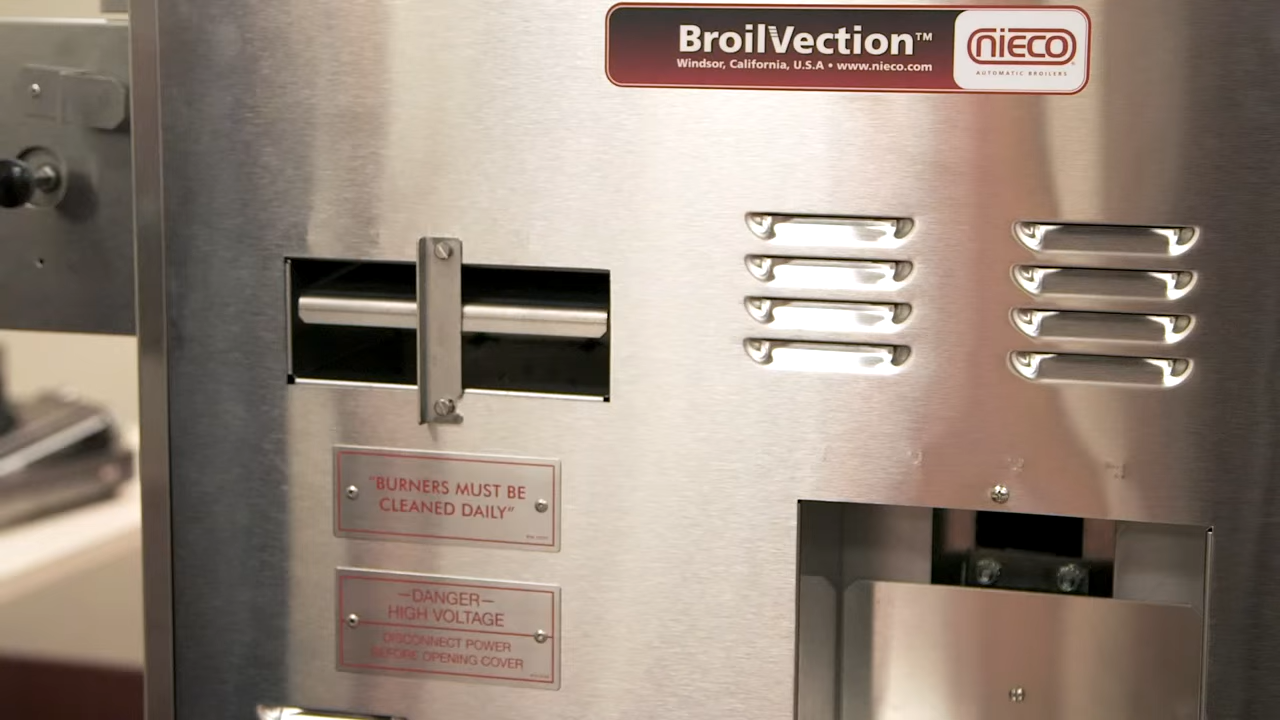 BroilVection™
Windsor, California, U.S.A • www.nieco.com
NIECO
AUTOMATIC BROILERS
"BURNERS MUST BE
CLEANED DAILY"
—DANGER—
HIGH VOLTAGE
DISCONNECT POWER
BEFORE OPENING COVER